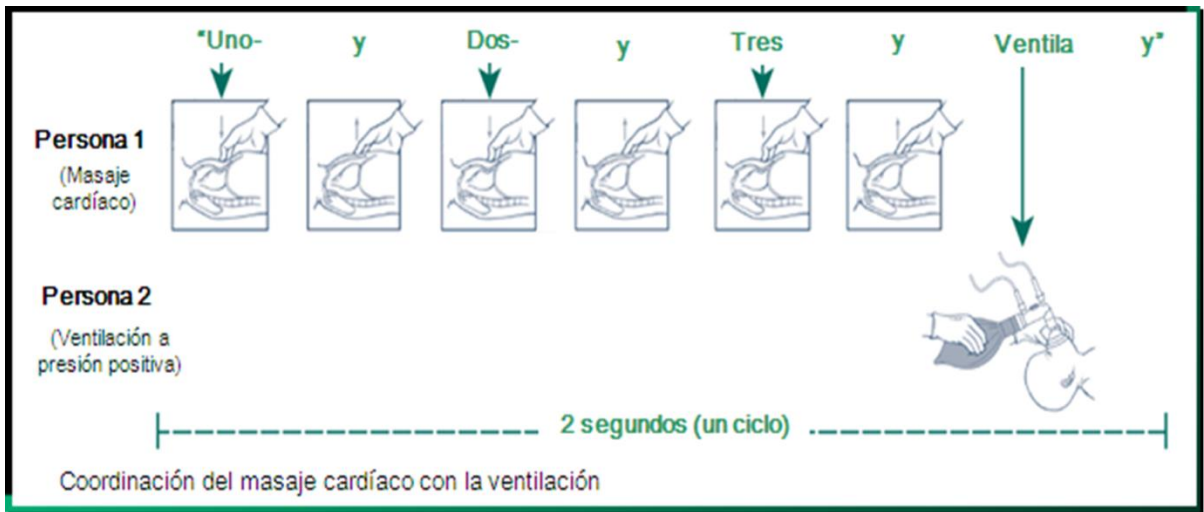 "Uno- y Dos- y Tres y Ventila y"
Persona 1
(Masaje
cardíaco)
Persona 2
(Ventilación a
presión positiva)
2 segundos (un ciclo)
Coordinación del masaje cardíaco con la ventilación